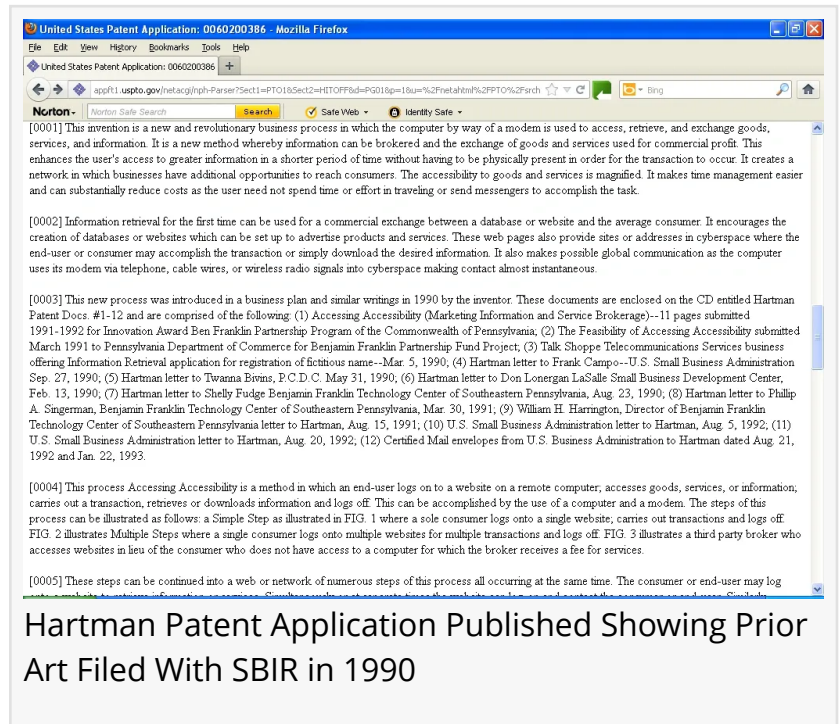 United States Patent Application: 0060200386 - Mozilla Firefox
File Edit View History Bookmarks Tools Help
United States Patent Application: 0060200386 +
appft1.uspto.gov/netacgi/nph-Parser?Sect1=PTO1&Sect2=HITOFF&d=PG01&p=1&u=%2Fnetahtml%2FPTO%2Fsrch Bing
Norton Norton Safe Search Search Safe Web Identity Safe
[0001] This invention is a new and revolutionary business process in which the computer by way of a modem is used to access, retrieve, and exchange goods,
services, and information. It is a new method whereby information can be brokered and the exchange of goods and services used for commercial profit. This
enhances the user's access to greater information in a shorter period of time without having to be physically present in order for the transaction to occur. It creates a
network in which businesses have additional opportunities to reach consumers. The accessibility to goods and services is magnified. It makes time management easier
and can substantially reduce costs as the user need not spend time or effort in traveling or send messengers to accomplish the task.
[0002] Information retrieval for the first time can be used for a commercial exchange between a database or website and the average consumer. It encourages the
creation of databases or websites which can be set up to advertise products and services. These web pages also provide sites or addresses in cyberspace where the
end-user or consumer may accomplish the transaction or simply download the desired information. It also makes possible global communication as the computer
uses its modem via telephone, cable wires, or wireless radio signals into cyberspace making contact almost instantaneous.
[0003] This new process was introduced in a business plan and similar writings in 1990 by the inventor. These documents are enclosed on the CD entitled Hartman
Patent Docs. #1-12 and are comprised of the following: (1) Accessing Accessibility (Marketing Information and Service Brokerage)--11 pages submitted
1991-1992 for Innovation Award Ben Franklin Partnership Program of the Commonwealth of Pennsylvania; (2) The Feasibility of Accessing Accessibility submitted
March 1991 to Pennsylvania Department of Commerce for Benjamin Franklin Partnership Fund Project; (3) Talk Shoppe Telecommunications Services business
offering Information Retrieval application for registration of fictitious name--Mar. 5, 1990; (4) Hartman letter to Frank Campo--U.S. Small Business Administration
Sep. 27, 1990; (5) Hartman letter to Twanna Bivins, P.C.D.C. May 31, 1990; (6) Hartman letter to Don Lonergan LaSalle Small Business Development Center,
Feb. 13, 1990; (7) Hartman letter to Shelly Fudge Benjamin Franklin Technology Center of Southeastern Pennsylvania, Aug. 23, 1990; (8) Hartman letter to Phillip
A. Singerman, Benjamin Franklin Technology Center of Southeastern Pennsylvania, Mar. 30, 1991; (9) William H. Harrington, Director of Benjamin Franklin
Technology Center of Southeastern Pennsylvania letter to Hartman, Aug. 15, 1991; (10) U.S. Small Business Administration letter to Hartman, Aug. 5, 1992; (11)
U.S. Small Business Administration letter to Hartman, Aug. 20, 1992; (12) Certified Mail envelopes from U.S. Business Administration to Hartman dated Aug. 21,
1992 and Jan. 22, 1993.
[0004] This process Accessing Accessibility is a method in which an end-user logs on to a website on a remote computer; accesses goods, services, or information;
carries out a transaction, retrieves or downloads information and logs off. This can be accomplished by the use of a computer and a modem. The steps of this
process can be illustrated as follows: a Simple Step as illustrated in FIG. 1 where a sole consumer logs onto a single website; carries out transactions and logs off.
FIG. 2 illustrates Multiple Steps where a single consumer logs onto multiple websites for multiple transactions and logs off. FIG. 3 illustrates a third party broker who
accesses websites in lieu of the consumer who does not have access to a computer for which the broker receives a fee for services.
[0005] These steps can be continued into a web or network of numerous steps of this process all occurring at the same time. The consumer or end-user may log
Hartman Patent Application Published Showing Prior
Art Filed With SBIR in 1990